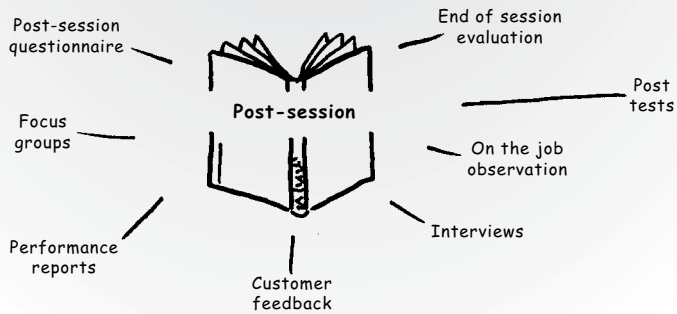 Post-session
questionnaire
End of session
evaluation
Post-session
Post
tests
Focus
groups
On the job
observation
Performance
reports
Interviews
Customer
feedback